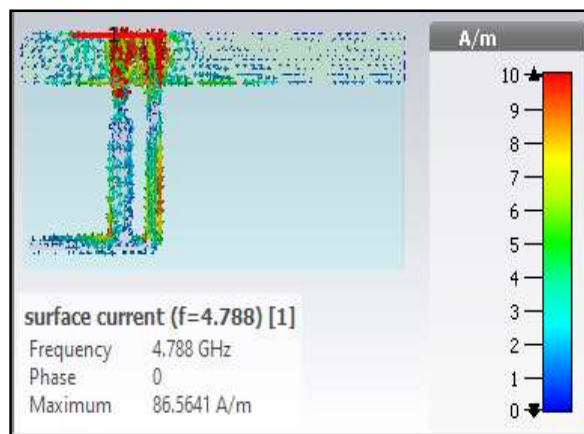 1
A/m
10
9
8
7
6
5
4
3
2
1
0
surface current (f=4.788) [1]
Frequency 4.788 GHz
Phase 0
Maximum 86.5641 A/m